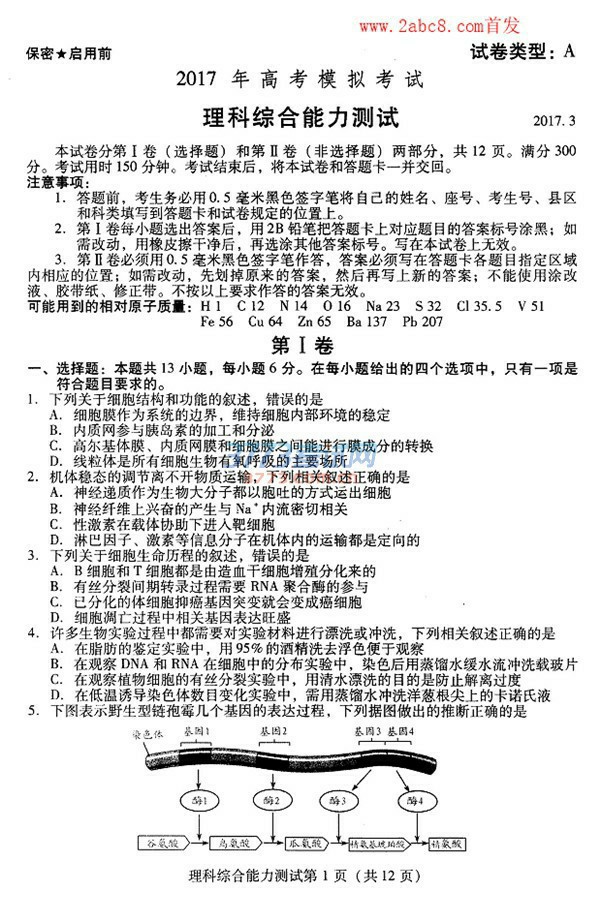 www.2abc8.com首发
保密★启用前
试卷类型：A
2017 年高考模拟考试
理科综合能力测试
2017.3
本试卷分第Ⅰ卷（选择题）和第Ⅱ卷（非选择题）两部分，共 12 页。满分 300
分。考试用时 150 分钟。考试结束后，将本试卷和答题卡一并交回。
注意事项：
1．答题前，考生务必用 0.5 毫米黑色签字笔将自己的姓名、座号、考生号、县区
和科类填写到答题卡和试卷规定的位置上。
2．第Ⅰ卷每小题选出答案后，用 2B 铅笔把答题卡上对应题目的答案标号涂黑；如
需改动，用橡皮擦干净后，再选涂其他答案标号。写在本试卷上无效。
3．第Ⅱ卷必须用 0.5 毫米黑色签字笔作答，答案必须写在答题卡各题目指定区域
内相应的位置；如需改动，先划掉原来的答案，然后再写上新的答案；不能使用涂改
液、胶带纸、修正带。不按以上要求作答的答案无效。
可能用到的相对原子质量：H 1 C 12 N 14 O 16 Na 23 S 32 Cl 35.5 V 51
Fe 56 Cu 64 Zn 65 Ba 137 Pb 207
第Ⅰ卷
一、选择题：本题共 13 小题，每小题 6 分。在每小题给出的四个选项中，只有一项是
符合题目要求的。
1．下列关于细胞结构和功能的叙述，错误的是
A．细胞膜作为系统的边界，维持细胞内部环境的稳定
B．内质网参与胰岛素的加工和分泌
C．高尔基体膜、内质网膜和细胞膜之间能进行膜成分的转换
D．线粒体是所有细胞生物有氧呼吸的主要场所
2．机体稳态的调节离不开物质运输，下列相关叙述正确的是
A．神经递质作为生物大分子都以胞吐的方式运出细胞
B．神经纤维上兴奋的产生与 Na⁺内流密切相关
C．性激素在载体协助下进入靶细胞
D．淋巴因子、激素等信息分子在机体内的运输都是定向的
3．下列关于细胞生命历程的叙述，错误的是
A．B 细胞和 T 细胞都是由造血干细胞增殖分化来的
B．有丝分裂间期转录过程需要 RNA 聚合酶的参与
C．已分化的体细胞抑癌基因突变就会变成癌细胞
D．细胞凋亡过程中相关基因表达旺盛
4．许多生物实验过程中都需要对实验材料进行漂洗或冲洗，下列相关叙述正确的是
A．在脂肪的鉴定实验中，用 95%的酒精洗去浮色便于观察
B．在观察 DNA 和 RNA 在细胞中的分布实验中，染色后用蒸馏水缓水流冲洗载玻片
C．在观察植物细胞的有丝分裂实验中，用清水漂洗的目的是防止解离过度
D．在低温诱导染色体数目变化实验中，需用蒸馏水冲洗洋葱根尖上的卡诺氏液
5．下图表示野生型链孢霉几个基因的表达过程，下列据图做出的推断正确的是
染色体 基因1 基因2 基因3 基因4
酶1 酶2 酶3 酶4
谷氨酸 鸟氨酸 瓜氨酸 精氨基琥珀酸 精氨酸
理科综合能力测试第 1 页（共 12 页）